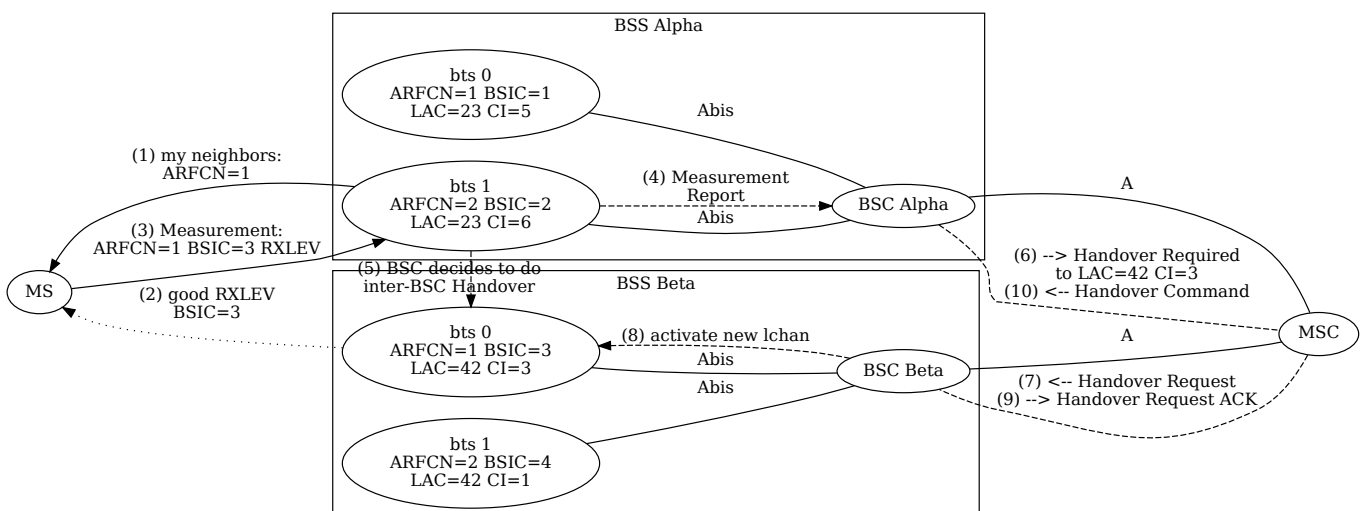 BSS Alpha
bts 0
ARFCN=1 BSIC=1
LAC=23 CI=5
Abis
(1) my neighbors:
ARFCN=1
bts 1
ARFCN=2 BSIC=2
LAC=23 CI=6
(4) Measurement
Report
Abis
BSC Alpha
A
(3) Measurement:
ARFCN=1 BSIC=3 RXLEV
(6) --> Handover Required
to LAC=42 CI=3
(10) <-- Handover Command
(5) BSC decides to do
inter-BSC Handover
BSS Beta
MS
(2) good RXLEV
BSIC=3
bts 0
ARFCN=1 BSIC=3
LAC=42 CI=3
(8) activate new lchan
Abis
Abis
BSC Beta
A
MSC
(7) <-- Handover Request
(9) --> Handover Request ACK
bts 1
ARFCN=2 BSIC=4
LAC=42 CI=1